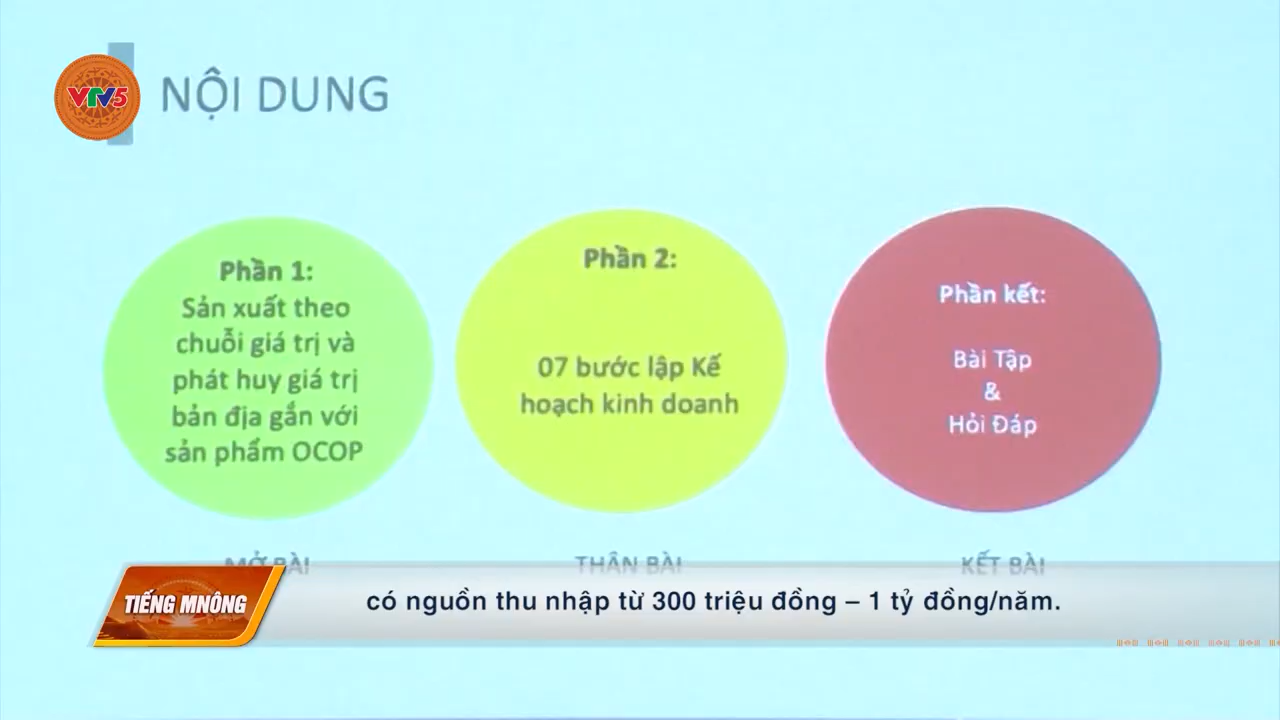 VTV5
NỘI DUNG
Phần 1:
Sản xuất theo
chuỗi giá trị và
phát huy giá trị
bản địa gắn với
sản phẩm OCOP
Phần 2:
07 bước lập Kế
hoạch kinh doanh
Phần kết:
Bài Tập
&
Hỏi Đáp
MỞ BÀI
THÂN BÀI
KẾT BÀI
TIẾNG MNÔNG
có nguồn thu nhập từ 300 triệu đồng – 1 tỷ đồng/năm.